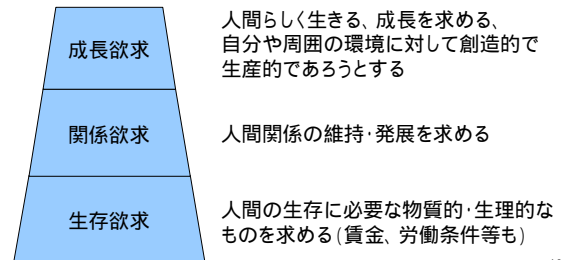 成長欲求
人間らしく生きる、成長を求める、
自分や周囲の環境に対して創造的で
生産的であろうとする
関係欲求
人間関係の維持･発展を求める
生存欲求
人間の生存に必要な物質的･生理的な
ものを求める(賃金、労働条件等も)